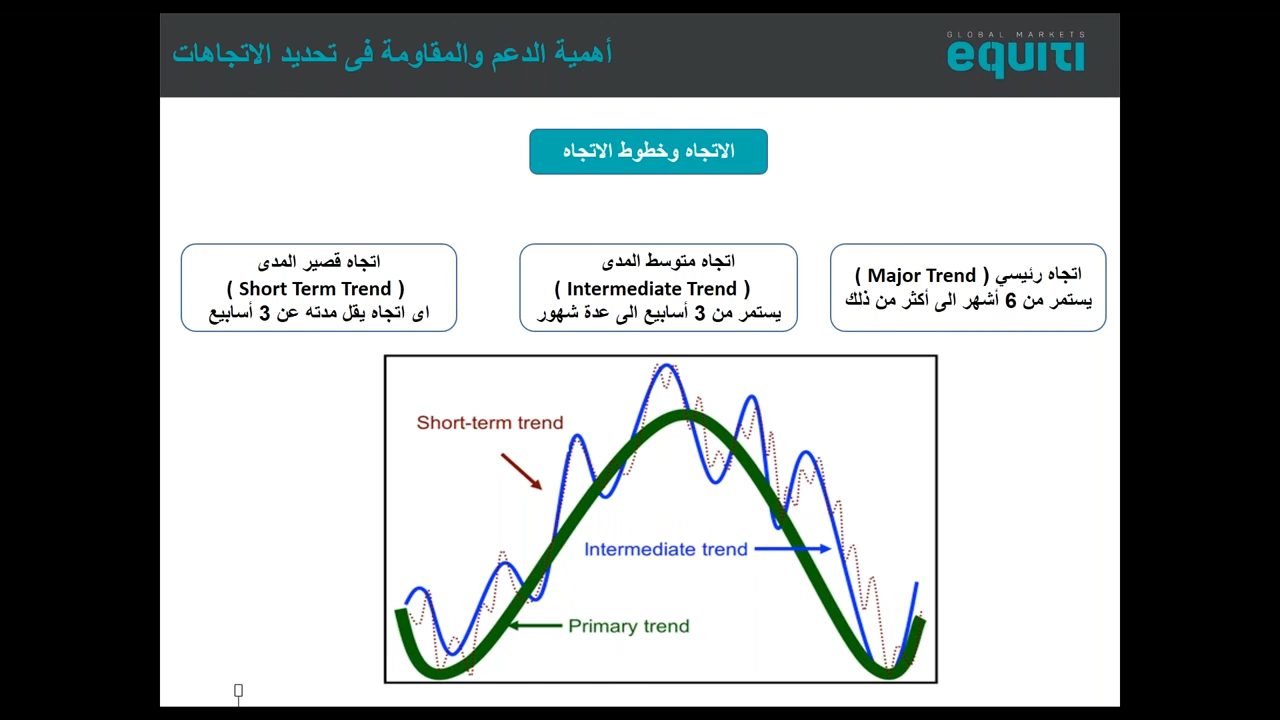 أهمية الدعم والمقاومة فى تحديد الاتجاهات
GLOBAL MARKETS
equiti
الاتجاه وخطوط الاتجاه
اتجاه رئيسي ( Major Trend )
يستمر من 6 أشهر الى أكثر من ذلك
اتجاه متوسط المدى
( Intermediate Trend )
يستمر من 3 أسابيع الى عدة شهور
اتجاه قصير المدى
( Short Term Trend )
اى اتجاه يقل مدته عن 3 أسابيع
Short-term trend
Intermediate trend
Primary trend